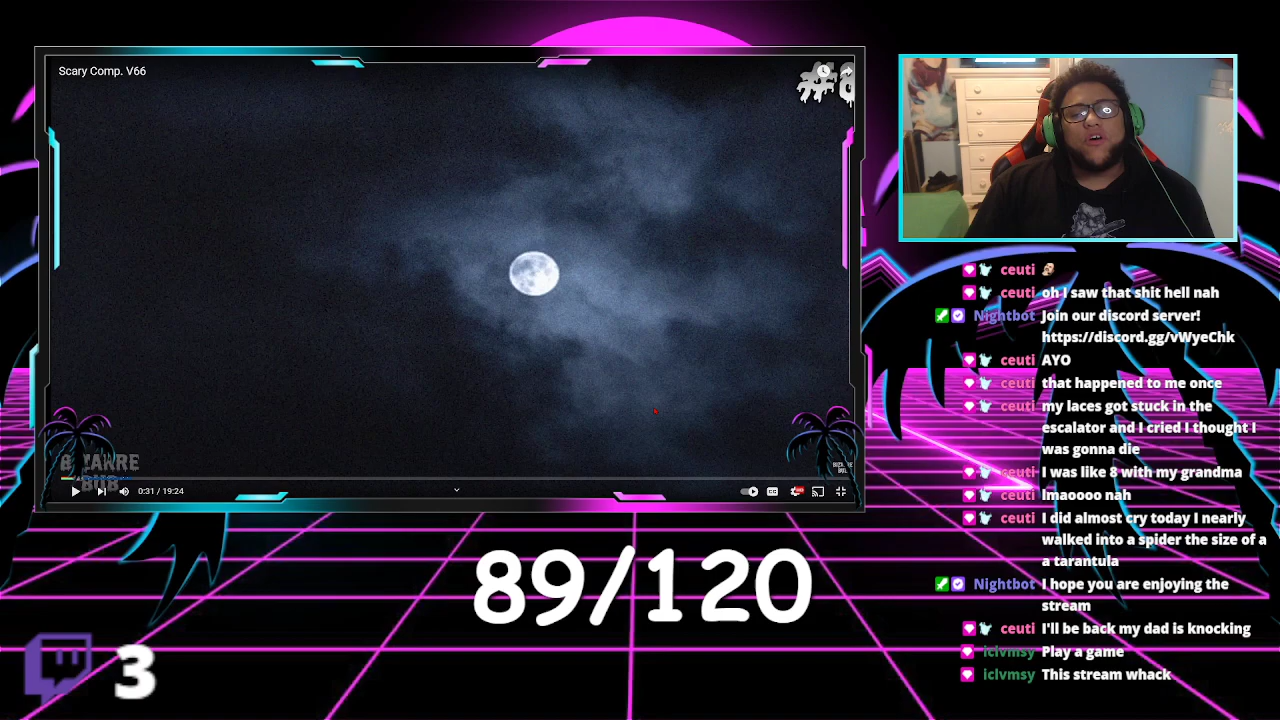 Scary Comp. V66
#8
BIZARRE
BUB
0:31 / 19:24
CC
ceuti
ceuti oh I saw that shit hell nah
Nightbot Join our discord server!
https://discord.gg/vWyeChk
ceuti AYO
ceuti that happened to me once
ceuti my laces got stuck in the
escalator and I cried I thought I
was gonna die
ceuti I was like 8 with my grandma
ceuti lmaoooo nah
ceuti I did almost cry today I nearly
walked into a spider the size of a
a tarantula
Nightbot I hope you are enjoying the
stream
ceuti I'll be back my dad is knocking
iclvmsy Play a game
iclvmsy This stream whack
89/120
3